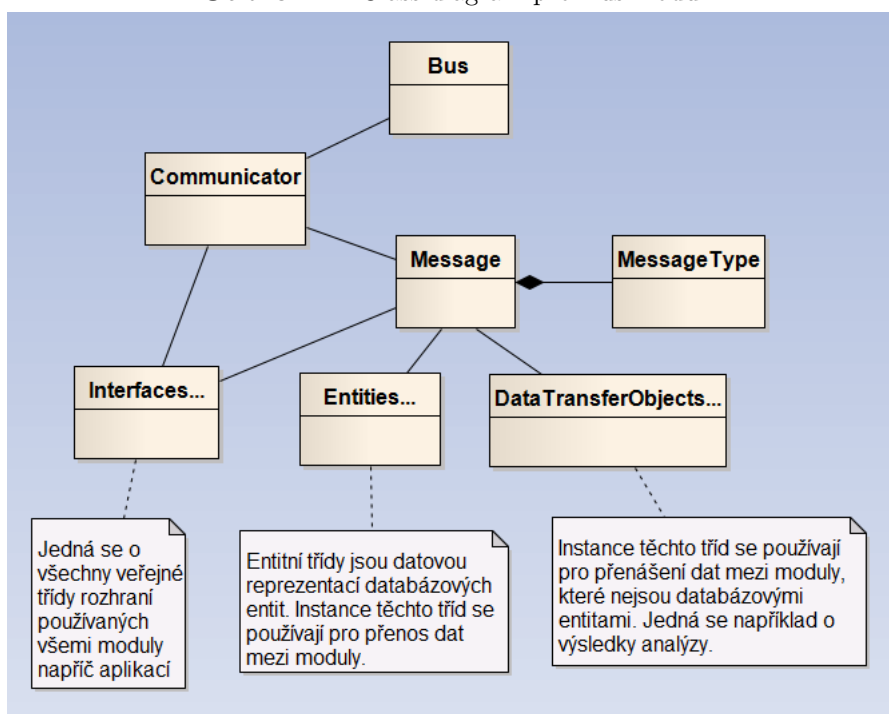 Bus
Communicator
Message
MessageType
Interfaces...
Entities...
DataTransferObjects...
Jedná se o
všechny veřejné
třídy rozhraní
používaných
všemi moduly
napříč aplikací
Entitní třídy jsou datovou
reprezentací databázových
entit. Instance těchto tříd se
používají pro přenos dat
mezi moduly.
Instance těchto tříd se používají
pro přenášení dat mezi moduly,
které nejsou databázovými
entitami. Jedná se například o
výsledky analýzy.